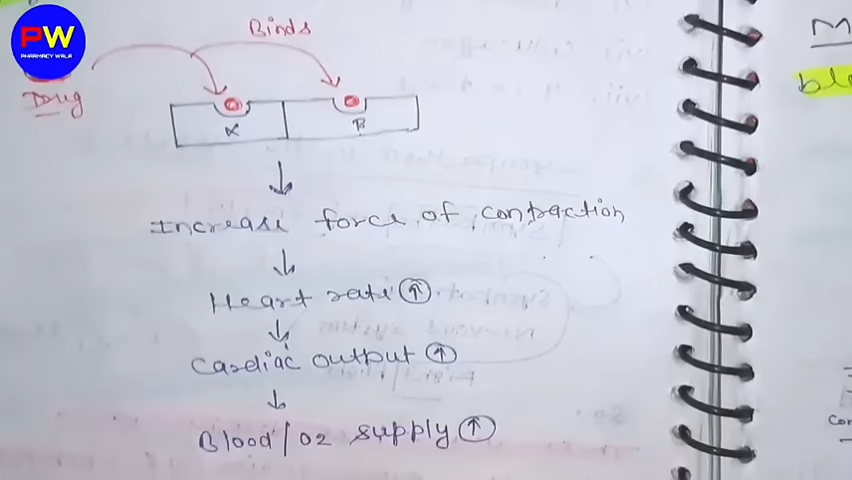 PW
PHARMACY WALA
Binds
Drug
α β
Increase force of contraction
↓
Heart rate ↑
↓
Cardiac output ↑
↓
Blood/O2 supply ↑